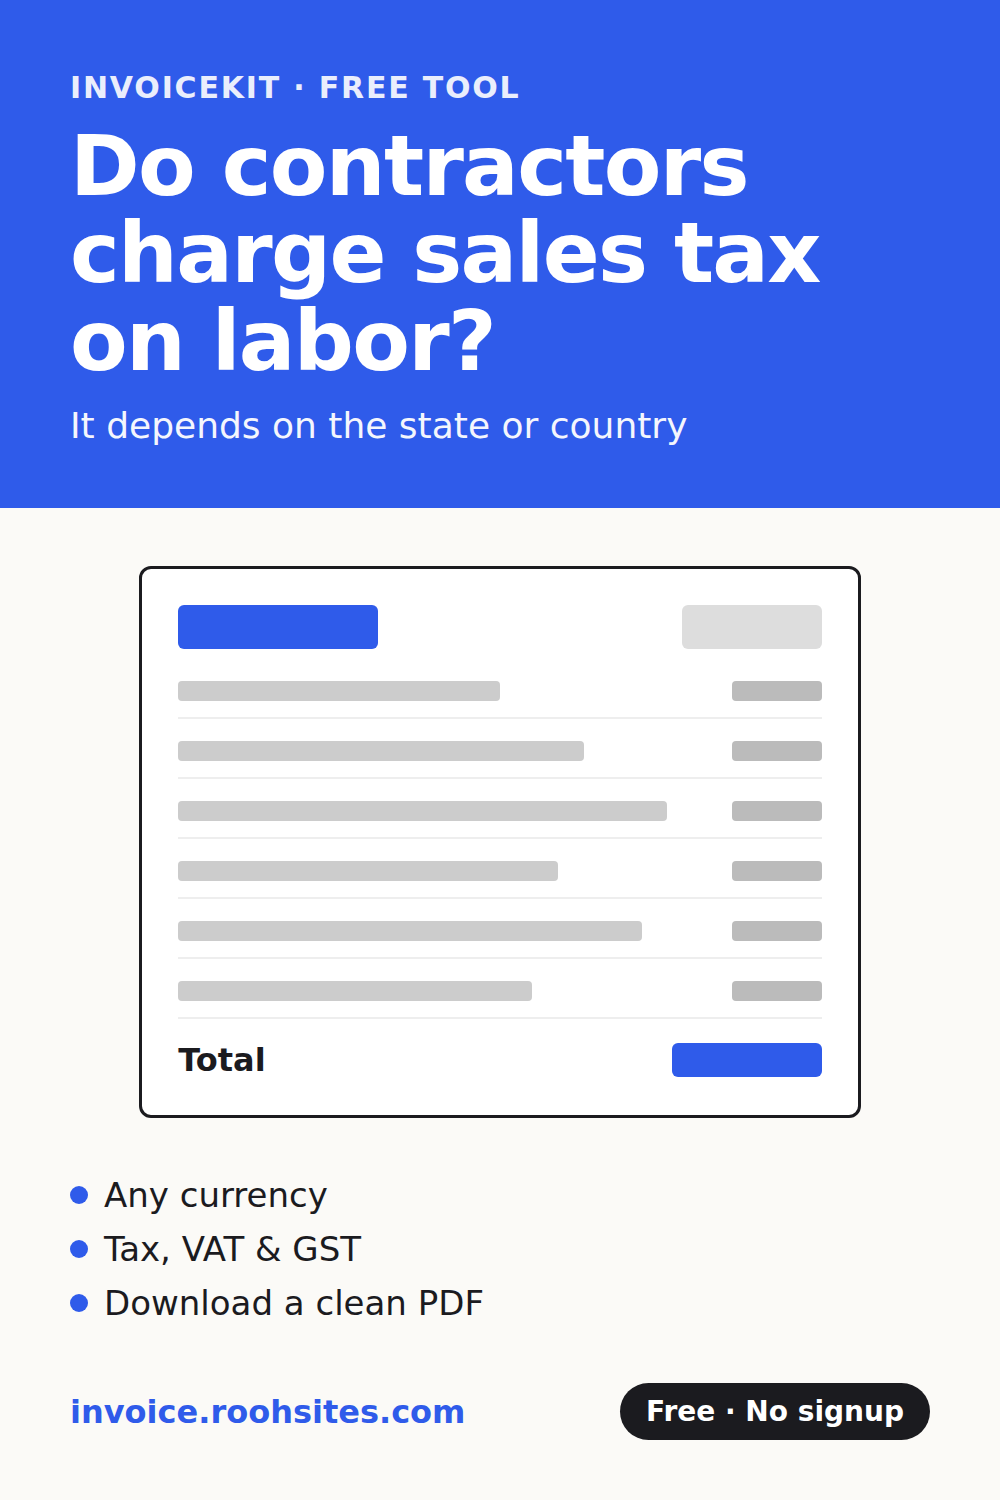 INVOICEKIT · FREE TOOL
Do contractors
charge sales tax
on labor?
It depends on the state or country
Total
Any currency
Tax, VAT & GST
Download a clean PDF
invoice.roohsites.com
Free · No signup